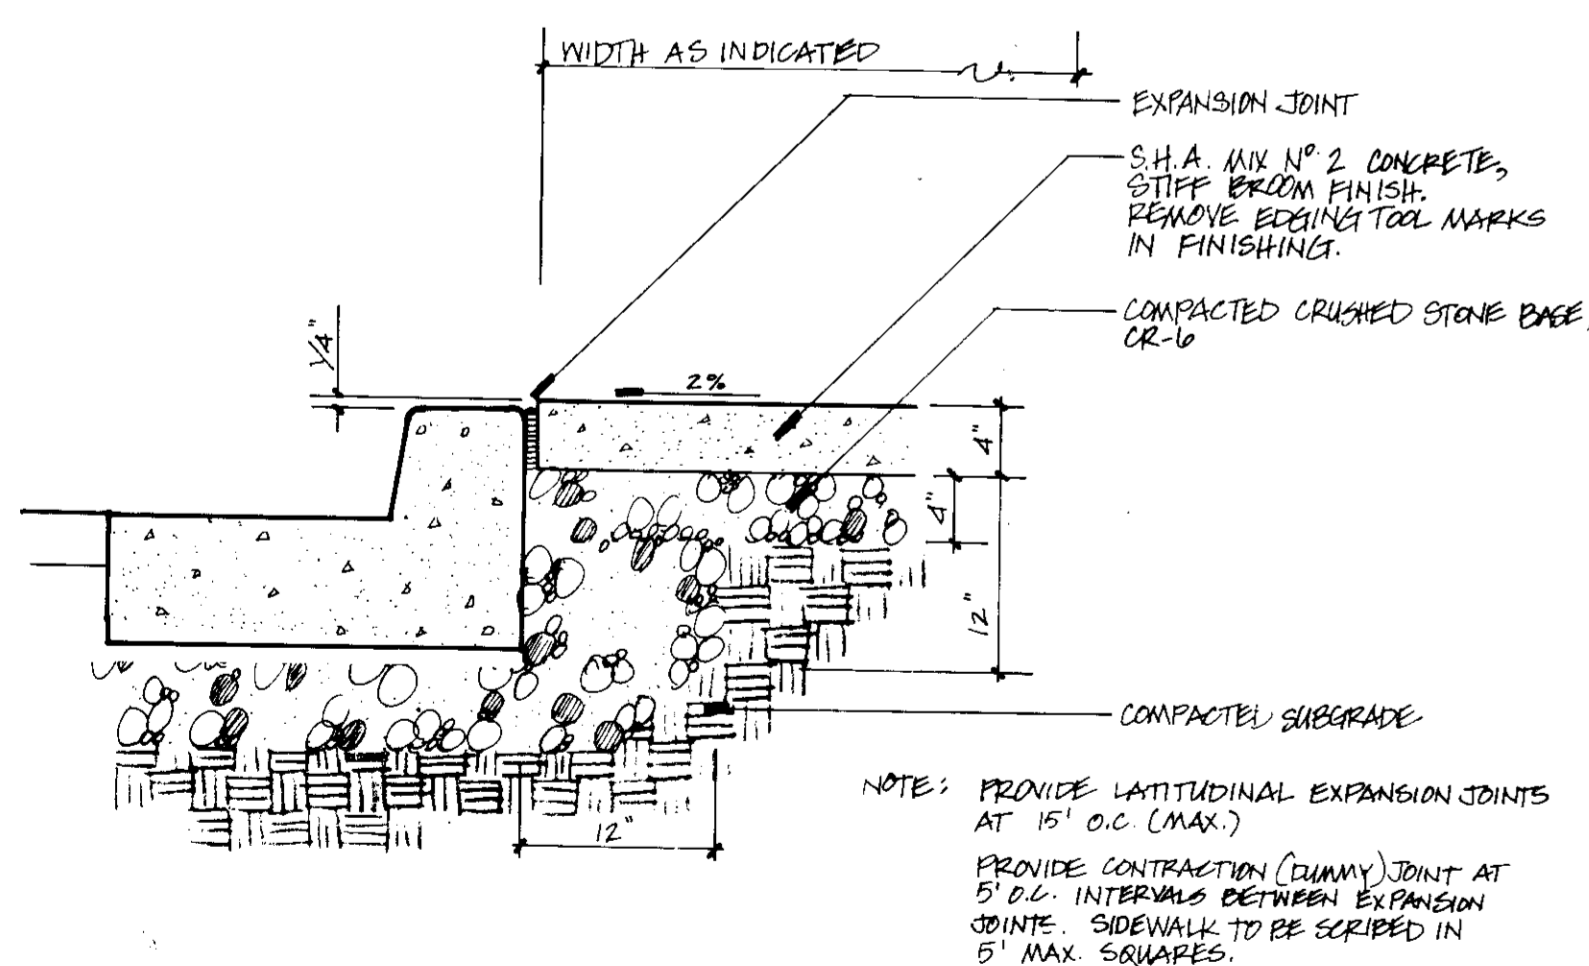 WIDTH AS INDICATED
EXPANSION JOINT
S.H.A. MIX Nº 2 CONCRETE,
STIFF BROOM FINISH.
REMOVE EDGING TOOL MARKS
IN FINISHING.
COMPACTED CRUSHED STONE BASE,
CR-6
1/4"
2%
4"
4"
12"
COMPACTED SUBGRADE
12"
NOTE: PROVIDE LATITUDINAL EXPANSION JOINTS
AT 15' O.C. (MAX.)
PROVIDE CONTRACTION (DUMMY) JOINT AT
5' O.C. INTERVALS BETWEEN EXPANSION
JOINTS. SIDEWALK TO BE SCRIBED IN
5' MAX. SQUARES.